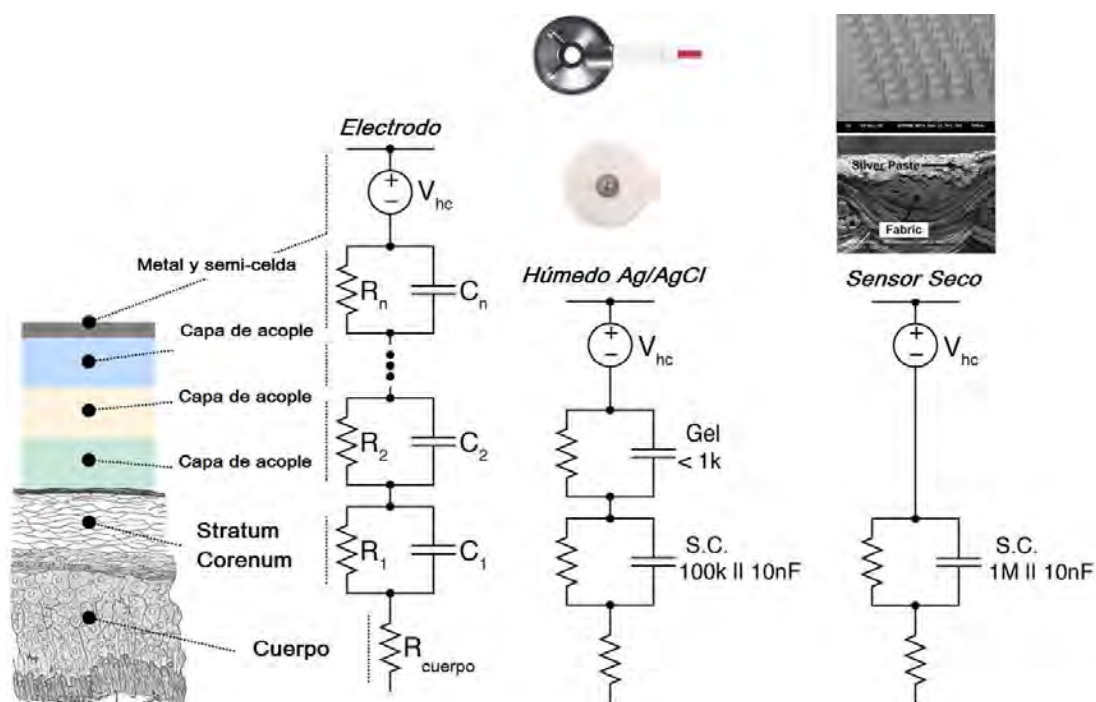 Electrodo
V hc
Metal y semi-celda
R n
C n
Capa de acople
Capa de acople
R 2
C 2
Capa de acople
Stratum
Corenum
R 1
C 1
Cuerpo
R cuerpo
Húmedo Ag/AgCl
V hc
Gel
< 1k
S.C.
100k II 10nF
Silver Paste
Fabric
Sensor Seco
V hc
S.C.
1M II 10nF